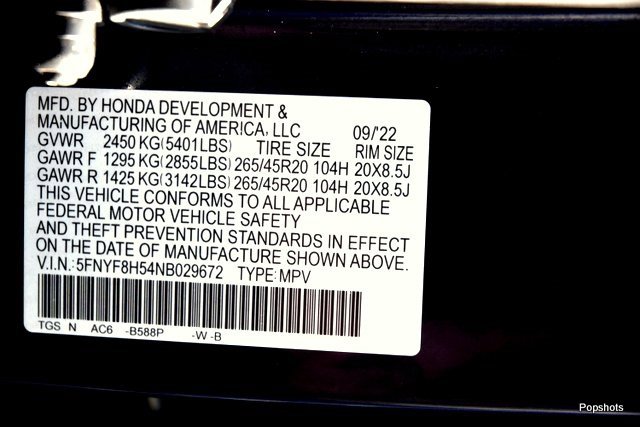 MFD. BY HONDA DEVELOPMENT &
MANUFACTURING OF AMERICA, LLC 09/'22
GVWR 2450 KG(5401LBS) TIRE SIZE RIM SIZE
GAWR F 1295 KG(2855LBS) 265/45R20 104H 20X8.5J
GAWR R 1425 KG(3142LBS) 265/45R20 104H 20X8.5J
THIS VEHICLE CONFORMS TO ALL APPLICABLE
FEDERAL MOTOR VEHICLE SAFETY
AND THEFT PREVENTION STANDARDS IN EFFECT
ON THE DATE OF MANUFACTURE SHOWN ABOVE.
V.I.N.: 5FNYF8H54NB029672 TYPE: MPV
TGS N AC6 -B588P -W -B
Popshots